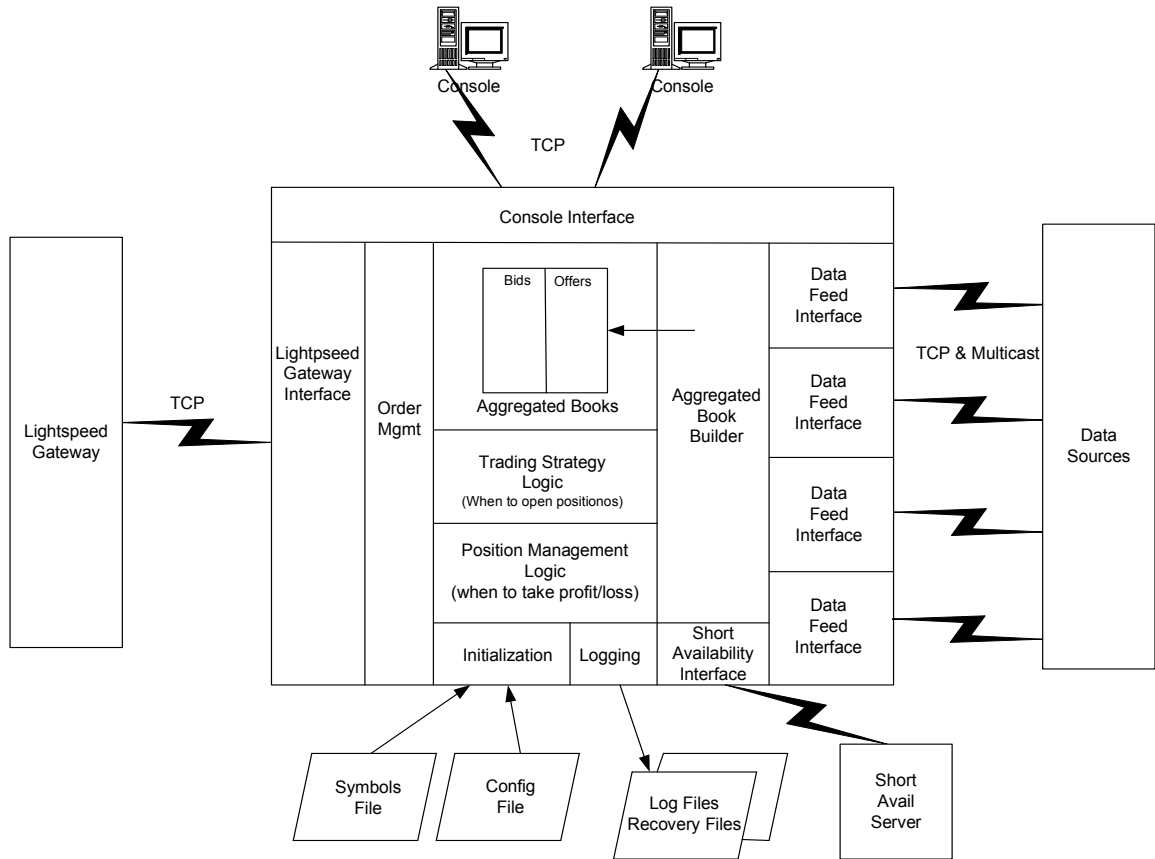 Console
Console
TCP
Console Interface
Lightspeed
Gateway
TCP
Lightpseed
Gateway
Interface
Order
Mgmt
Bids
Offers
Aggregated Books
Trading Strategy
Logic
(When to open positionos)
Position Management
Logic
(when to take profit/loss)
Initialization
Logging
Aggregated
Book
Builder
Short
Availability
Interface
Data
Feed
Interface
Data
Feed
Interface
Data
Feed
Interface
Data
Feed
Interface
TCP & Multicast
Data
Sources
Symbols
File
Config
File
Log Files
Recovery Files
Short
Avail
Server